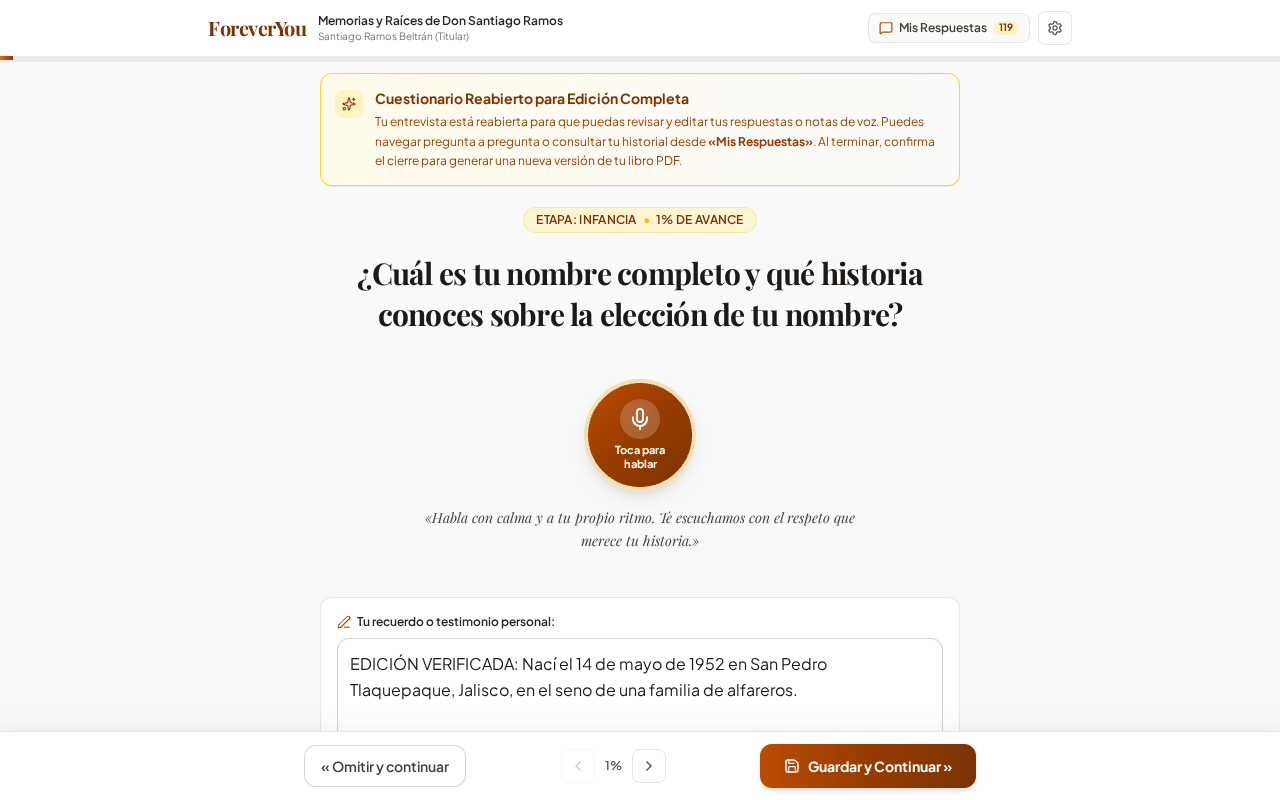 ForeverYou
Memorias y Raíces de Don Santiago Ramos
Santiago Ramos Beltrán (Titular)
Mis Respuestas 119
Cuestionario Reabierto para Edición Completa
Tu entrevista está reabierta para que puedas revisar y editar tus respuestas o notas de voz. Puedes
navegar pregunta a pregunta o consultar tu historial desde «Mis Respuestas». Al terminar, confirma
el cierre para generar una nueva versión de tu libro PDF.
ETAPA: INFANCIA • 1% DE AVANCE
¿Cuál es tu nombre completo y qué historia
conoces sobre la elección de tu nombre?
Toca para
hablar
«Habla con calma y a tu propio ritmo. Te escuchamos con el respeto que
merece tu historia.»
Tu recuerdo o testimonio personal:
EDICIÓN VERIFICADA: Nací el 14 de mayo de 1952 en San Pedro
Tlaquepaque, Jalisco, en el seno de una familia de alfareros.
« Omitir y continuar
1%
Guardar y Continuar »